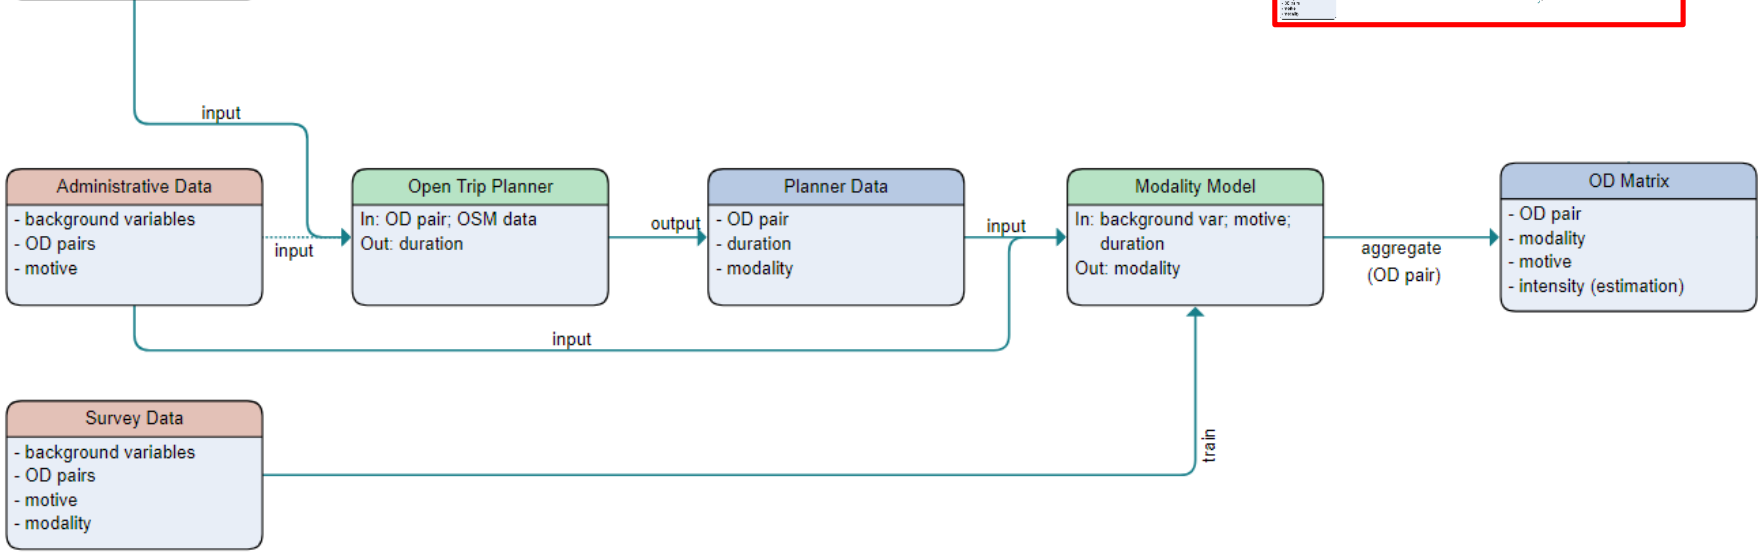 input
Administrative Data
- background variables
- OD pairs
- motive
input
Open Trip Planner
In: OD pair; OSM data
Out: duration
output
Planner Data
- OD pair
- duration
- modality
input
Modality Model
In: background var; motive;
duration
Out: modality
aggregate
(OD pair)
OD Matrix
- OD pair
- modality
- motive
- intensity (estimation)
input
Survey Data
- background variables
- OD pairs
- motive
- modality
train